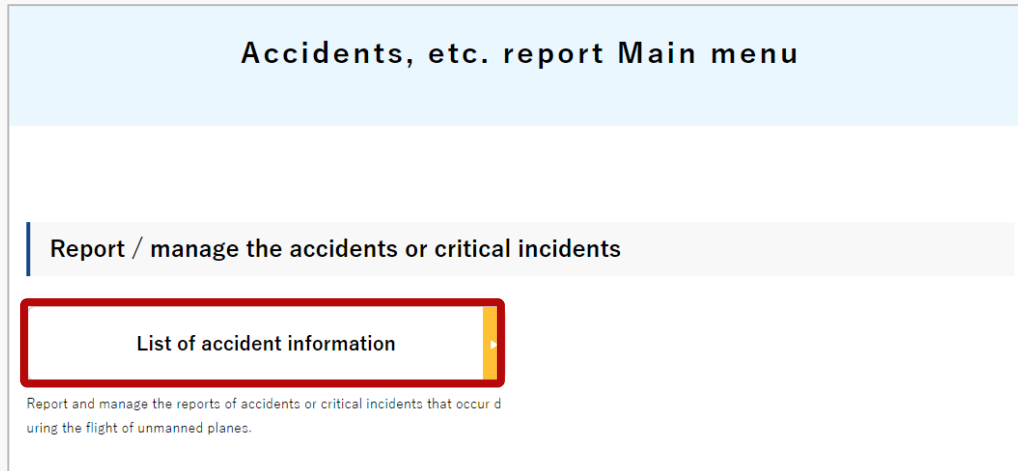 Accidents, etc. report Main menu
Report / manage the accidents or critical incidents
List of accident information
Report and manage the reports of accidents or critical incidents that occur d
uring the flight of unmanned planes.